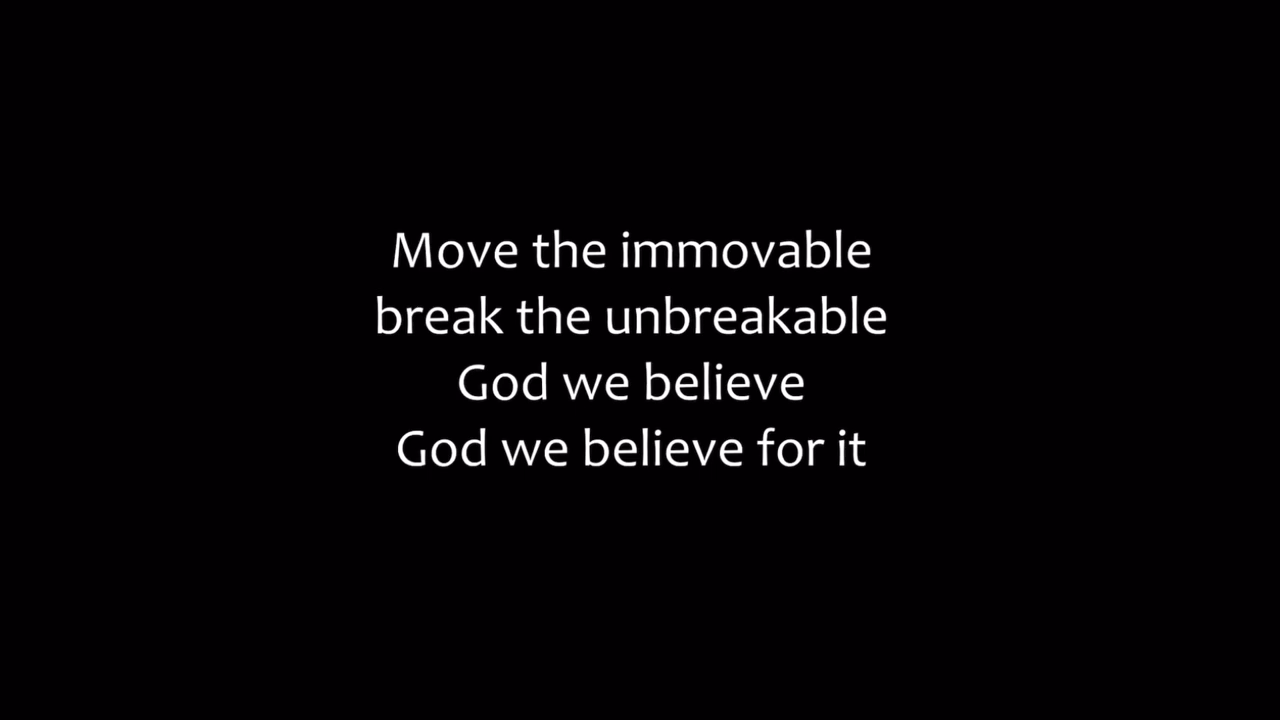 Move the immovable
break the unbreakable
God we believe
God we believe for it